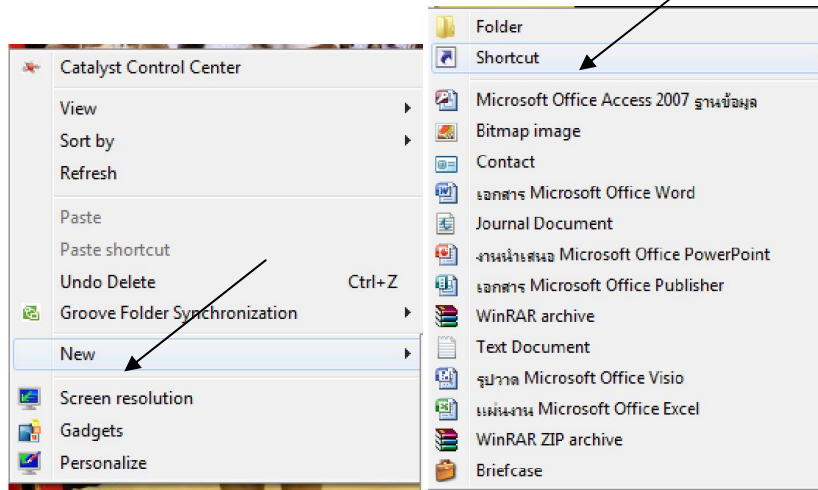 Catalyst Control Center
View
Sort by
Refresh
Paste
Paste shortcut
Undo Delete Ctrl+Z
Groove Folder Synchronization
New
Screen resolution
Gadgets
Personalize
Folder
Shortcut
Microsoft Office Access 2007 ฐานข้อมูล
Bitmap image
Contact
เอกสาร Microsoft Office Word
Journal Document
งานนำเสนอ Microsoft Office PowerPoint
เอกสาร Microsoft Office Publisher
WinRAR archive
Text Document
รูปวาด Microsoft Office Visio
แผ่นงาน Microsoft Office Excel
WinRAR ZIP archive
Briefcase